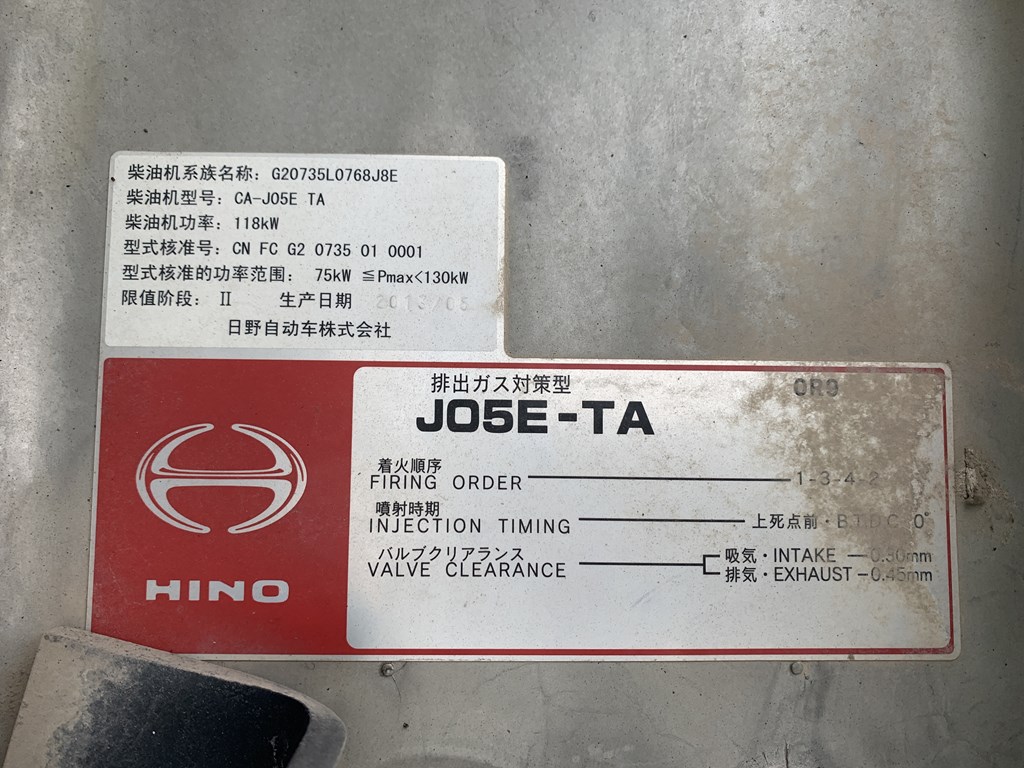 柴油机系族名称：G20735L0768J8E
柴油机型号：CA-J05E TA
柴油机功率：118kW
型式核准号：CN FC G2 0735 01 0001
型式核准的功率范围： 75kW ≦Pmax<130kW
限值阶段：Ⅱ 生产日期
日野自动车株式会社
排出ガス対策型
J05E-TA
着火順序
FIRING ORDER 1-3-4-2
噴射時期
INJECTION TIMING 上死点前・B.T.D.C. 0°
バルブクリアランス
VALVE CLEARANCE
吸気・INTAKE 0.30mm
排気・EXHAUST 0.45mm
HINO